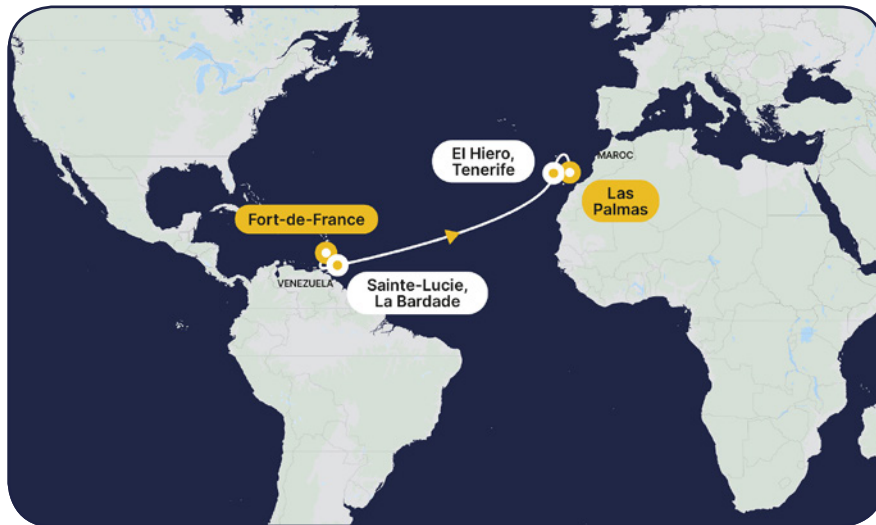 El Hiero,
Tenerife
MAROC
Las
Palmas
Fort-de-France
VENEZUELA
Sainte-Lucie,
La Bardade